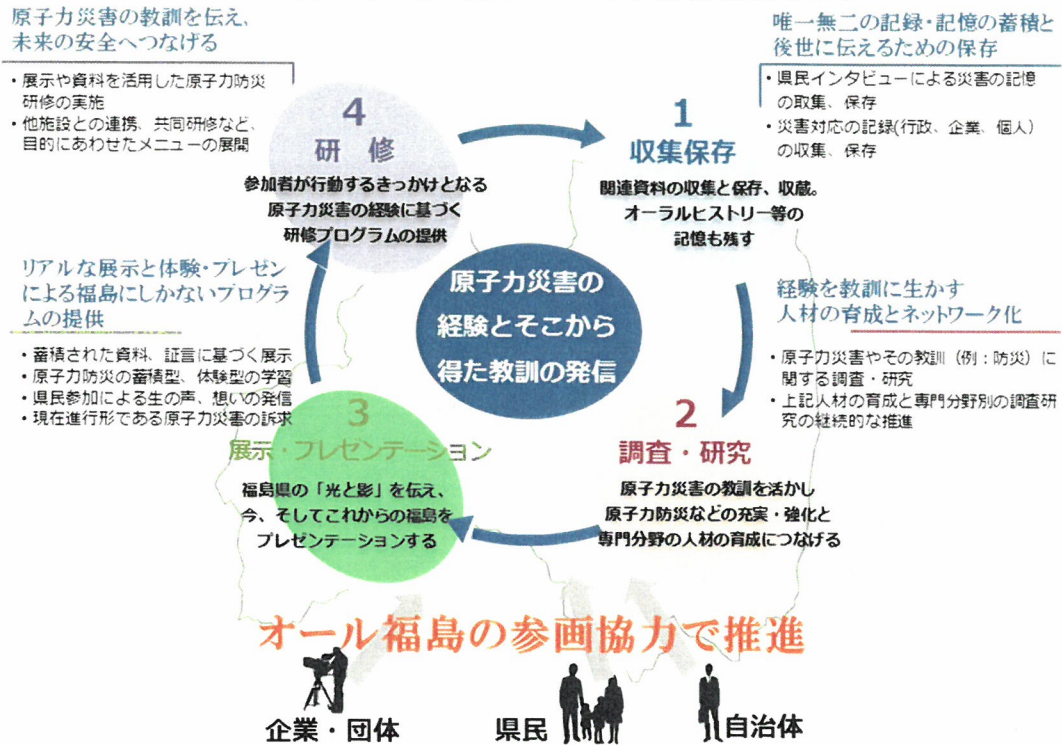 原子力災害の教訓を伝え、
未来の安全へつなげる
・展示や資料を活用した原子力防災
研修の実施
・他施設との連携、共同研修など、
目的にあわせたメニューの展開
4
研 修
参加者が行動するきっかけとなる
原子力災害の経験に基づく
研修プログラムの提供
唯一無二の記録・記憶の蓄積と
後世に伝えるための保存
・県民インタビューによる災害の記憶
の収集、保存
・災害対応の記録(行政、企業、個人)
の収集、保存
1
収集保存
関連資料の収集と保存、収蔵。
オーラルヒストリー等の
記憶も残す
原子力災害の
経験とそこから
得た教訓の発信
リアルな展示と体験・プレゼン
による福島にしかないプログラ
ムの提供
・蓄積された資料、証言に基づく展示
・原子力防災の蓄積型、体験型の学習
・県民参加による生の声、想いの発信
・現在進行形である原子力災害の訴求
3
展示・プレゼンテーション
福島県の「光と影」を伝え、
今、そしてこれからの福島を
プレゼンテーションする
経験を教訓に生かす
人材の育成とネットワーク化
・原子力災害やその教訓（例：防災）に
関する調査・研究
・上記人材の育成と専門分野別の調査研
究の継続的な推進
2
調査・研究
原子力災害の教訓を活かし
原子力防災などの充実・強化と
専門分野の人材の育成につなげる
オール福島の参画協力で推進
企業・団体
県民
自治体